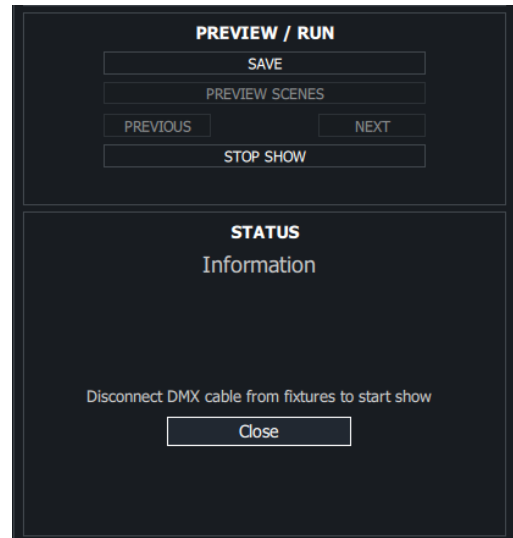 PREVIEW / RUN
SAVE
PREVIEW SCENES
PREVIOUS NEXT
STOP SHOW
STATUS
Information
Disconnect DMX cable from fixtures to start show
Close